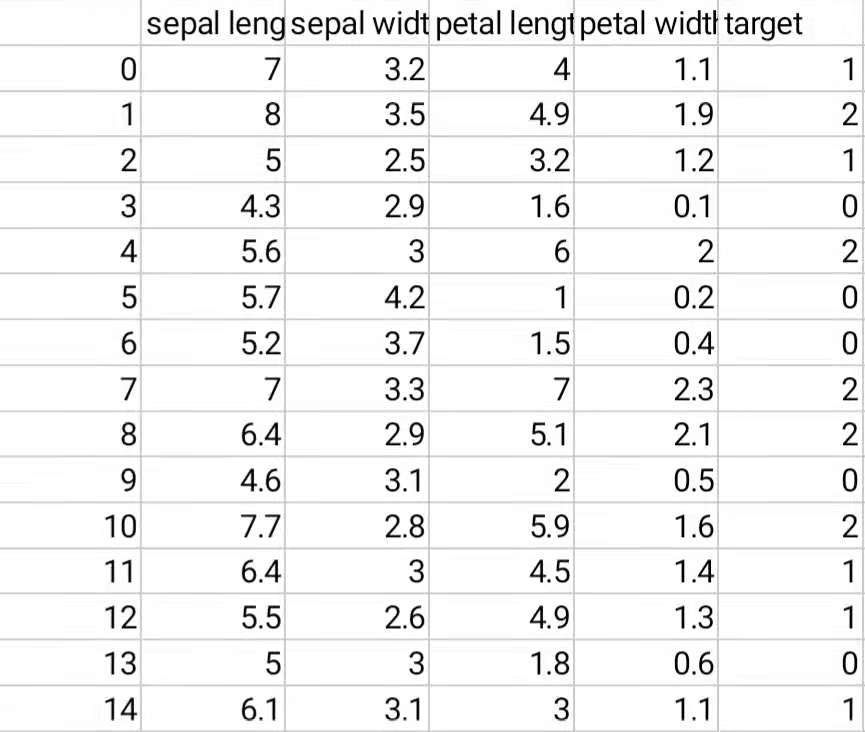 sepal leng sepal widt petal lengt petal widt target
0 7 3.2 4 1.1 1
1 8 3.5 4.9 1.9 2
2 5 2.5 3.2 1.2 1
3 4.3 2.9 1.6 0.1 0
4 5.6 3 6 2 2
5 5.7 4.2 1 0.2 0
6 5.2 3.7 1.5 0.4 0
7 7 3.3 7 2.3 2
8 6.4 2.9 5.1 2.1 2
9 4.6 3.1 2 0.5 0
10 7.7 2.8 5.9 1.6 2
11 6.4 3 4.5 1.4 1
12 5.5 2.6 4.9 1.3 1
13 5 3 1.8 0.6 0
14 6.1 3.1 3 1.1 1